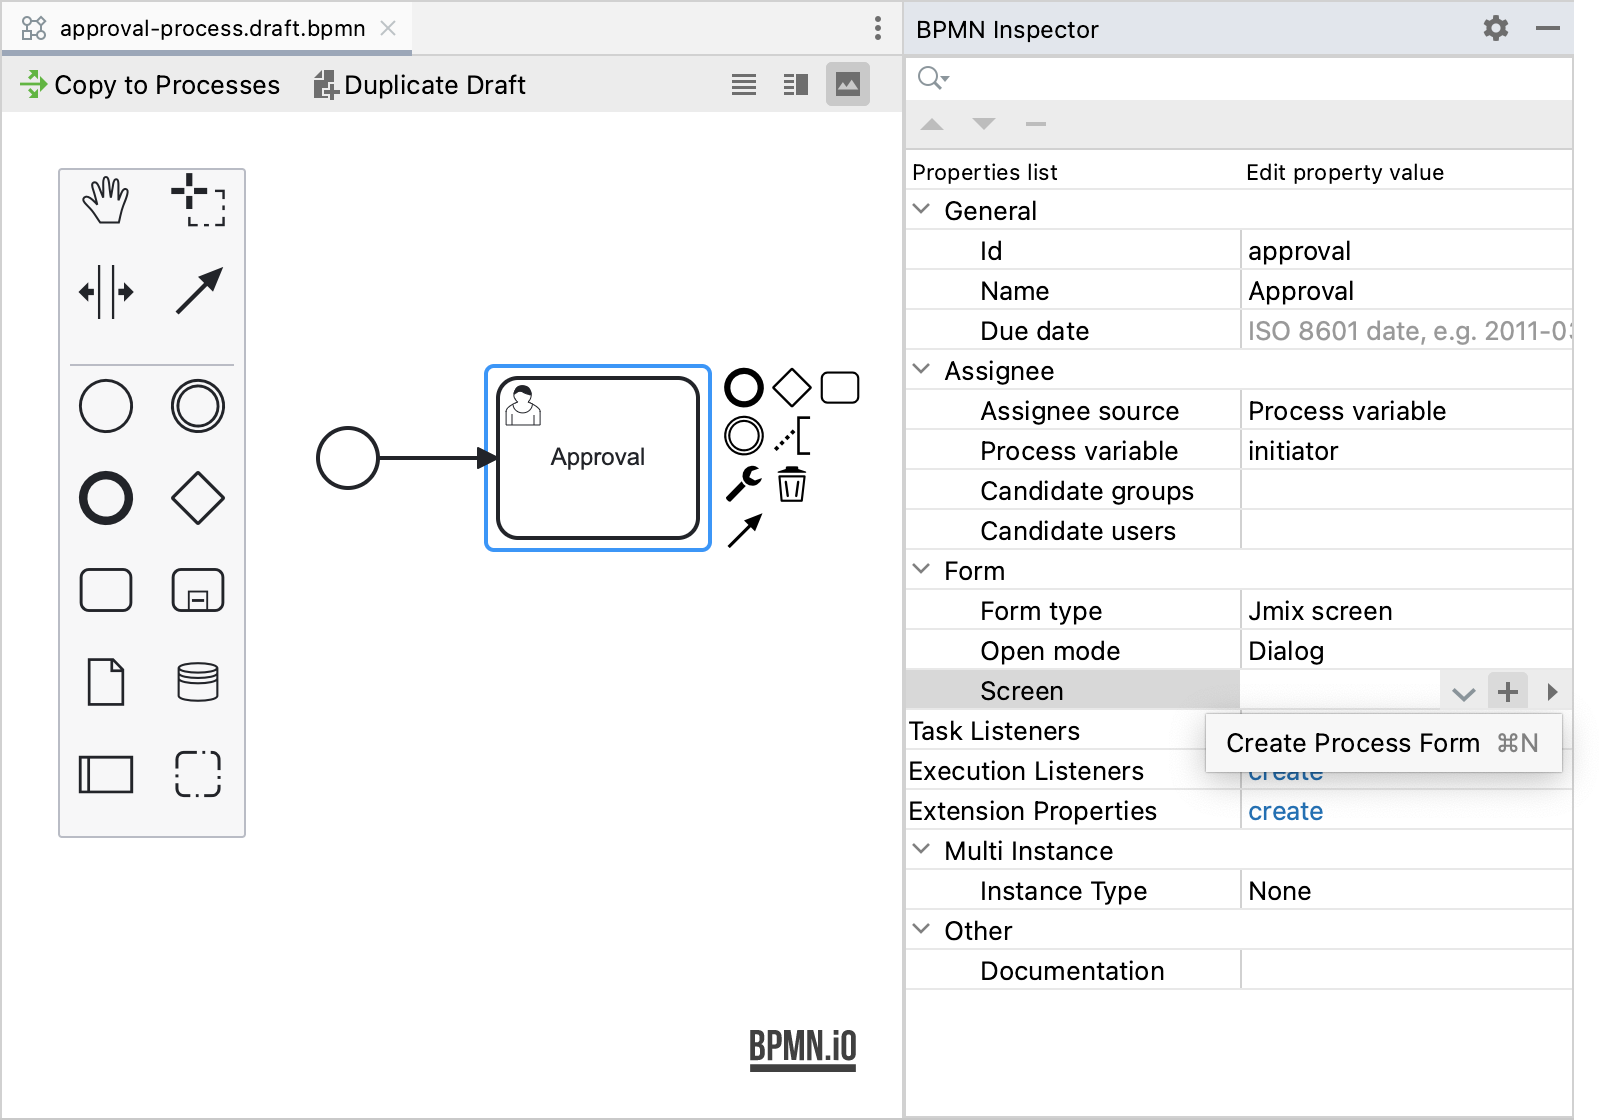 approval-process.draft.bpmn
BPMN Inspector
Copy to Processes Duplicate Draft
Approval
BPMN.iO
Properties list Edit property value
General
Id approval
Name Approval
Due date ISO 8601 date, e.g. 2011-03
Assignee
Assignee source Process variable
Process variable initiator
Candidate groups
Candidate users
Form
Form type Jmix screen
Open mode Dialog
Screen
Task Listeners
Create Process Form ⌘N
Execution Listeners create
Extension Properties create
Multi Instance
Instance Type None
Other
Documentation